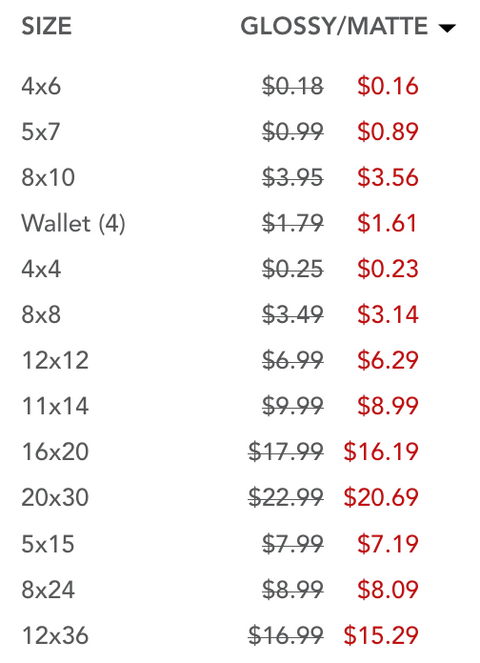 SIZE GLOSSY/MATTE
4x6 $0.18 $0.16
5x7 $0.99 $0.89
8x10 $3.95 $3.56
Wallet (4) $1.79 $1.61
4x4 $0.25 $0.23
8x8 $3.49 $3.14
12x12 $6.99 $6.29
11x14 $9.99 $8.99
16x20 $17.99 $16.19
20x30 $22.99 $20.69
5x15 $7.99 $7.19
8x24 $8.99 $8.09
12x36 $16.99 $15.29